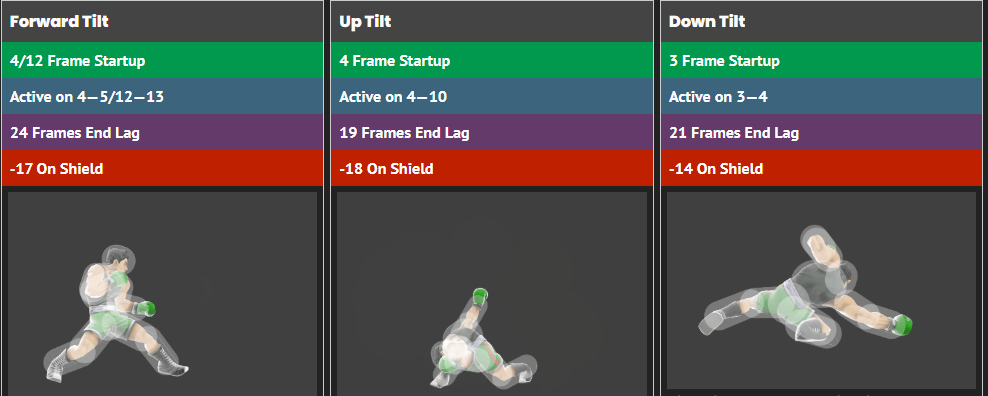 Forward Tilt
4/12 Frame Startup
Active on 4—5/12—13
24 Frames End Lag
-17 On Shield
Up Tilt
4 Frame Startup
Active on 4—10
19 Frames End Lag
-18 On Shield
Down Tilt
3 Frame Startup
Active on 3—4
21 Frames End Lag
-14 On Shield